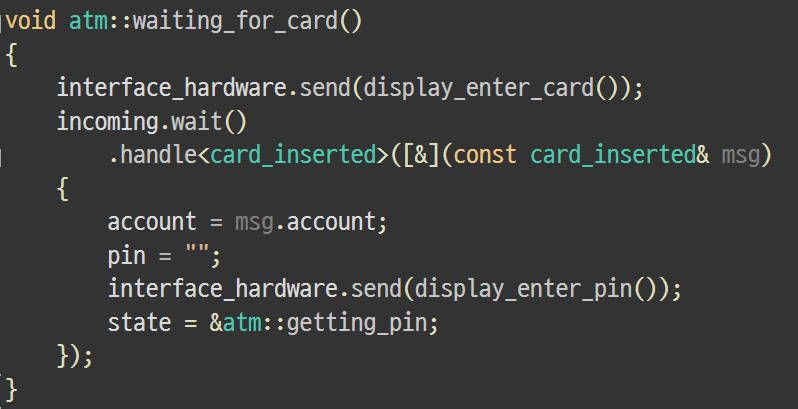 void atm::waiting_for_card()
{
    interface_hardware.send(display_enter_card());
    incoming.wait()
        .handle<card_inserted>([&](const card_inserted& msg)
    {
        account = msg.account;
        pin = "";
        interface_hardware.send(display_enter_pin());
        state = &atm::getting_pin;
    });
}